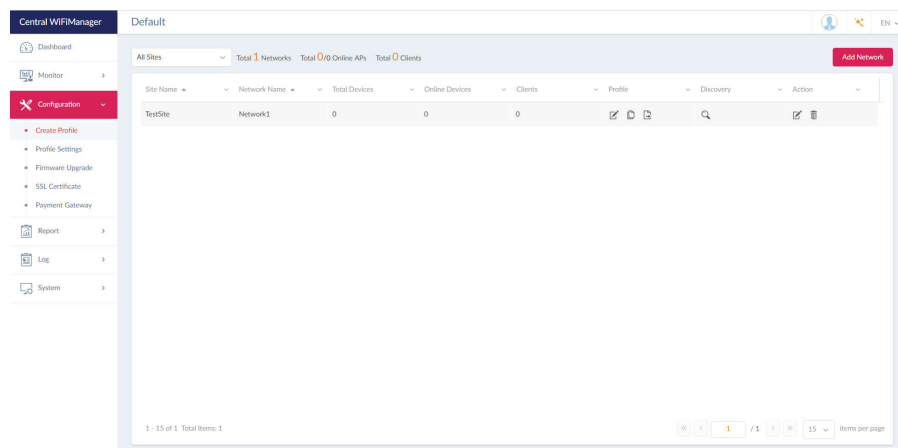 Central WiFiManager
Default
EN
Dashboard
Monitor
Configuration
Create Profile
Profile Settings
Firmware Upgrade
SSL Certificate
Payment Gateway
Report
Log
System
All Sites
Total 1 Networks Total 0/0 Online APs Total 0 Clients
Add Network
Site Name Network Name Total Devices Online Devices Clients Profile Discovery Action
TestSite Network1 0 0 0
1 - 15 of 1 Total Items: 1
1 / 1 15 items per page